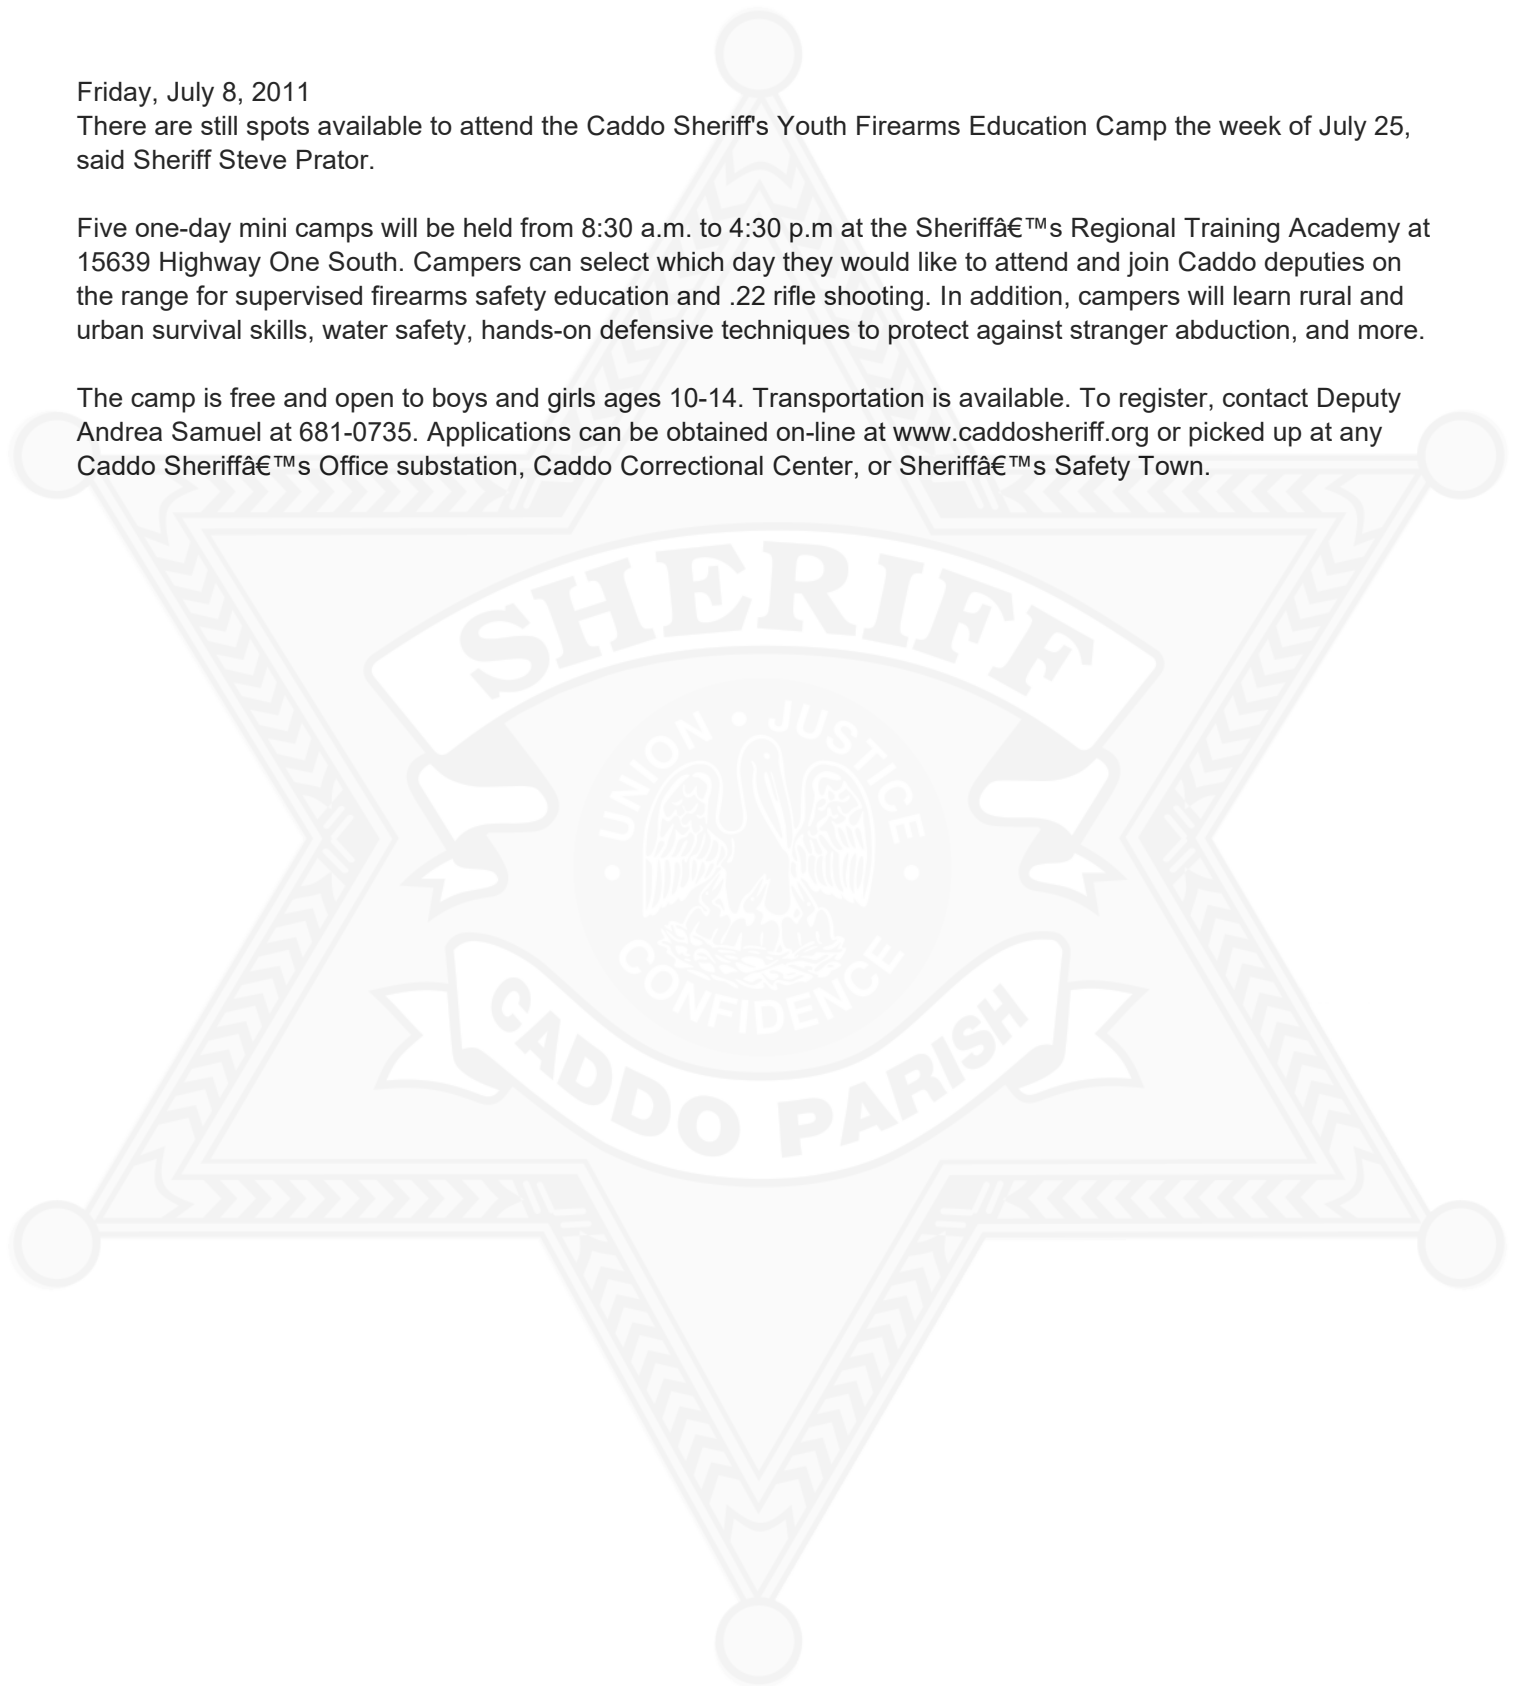 Friday, July 8, 2011
There are still spots available to attend the Caddo Sheriff's Youth Firearms Education Camp the week of July 25,
said Sheriff Steve Prator.
Five one-day mini camps will be held from 8:30 a.m. to 4:30 p.m at the Sheriffâ€™s Regional Training Academy at
15639 Highway One South. Campers can select which day they would like to attend and join Caddo deputies on
the range for supervised firearms safety education and .22 rifle shooting. In addition, campers will learn rural and
urban survival skills, water safety, hands-on defensive techniques to protect against stranger abduction, and more.
The camp is free and open to boys and girls ages 10-14. Transportation is available. To register, contact Deputy
Andrea Samuel at 681-0735. Applications can be obtained on-line at www.caddosheriff.org or picked up at any
Caddo Sheriffâ€™s Office substation, Caddo Correctional Center, or Sheriffâ€™s Safety Town.
SHERIFF
UNION • JUSTICE
• CONFIDENCE •
CADDO PARISH